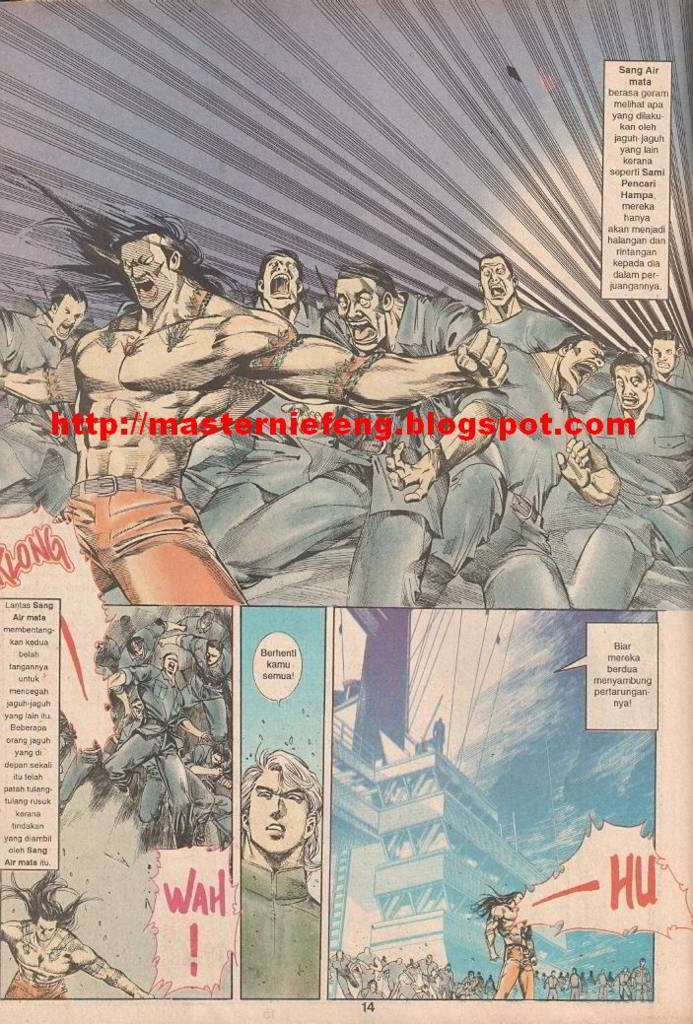 Sang Air
mata
berasa geram
melihat apa
yang dilaku-
kan oleh
jaguh-jaguh
yang lain
kerana
seperti Sami
Pencari
Hampa,
mereka
hanya
akan menjadi
halangan dan
rintangan
kepada dia
dalam per-
juangannya.
http://masterniefeng.blogspot.com/
KLONG
!
Lantas Sang
Air mata
membentang-
kan kedua
belah
tangannya
untuk
mencegah
jaguh-jaguh
yang lain itu.
Beberapa
orang jaguh
yang di
depan sekali
itu telah
patah tulang-
tulang rusuk
kerana
tindakan
yang diambil
oleh Sang
Air mata itu.
WAH
!
Berhenti
kamu
semua!
Biar
mereka
berdua
menyambung
pertarungan-
nya!
HU
14